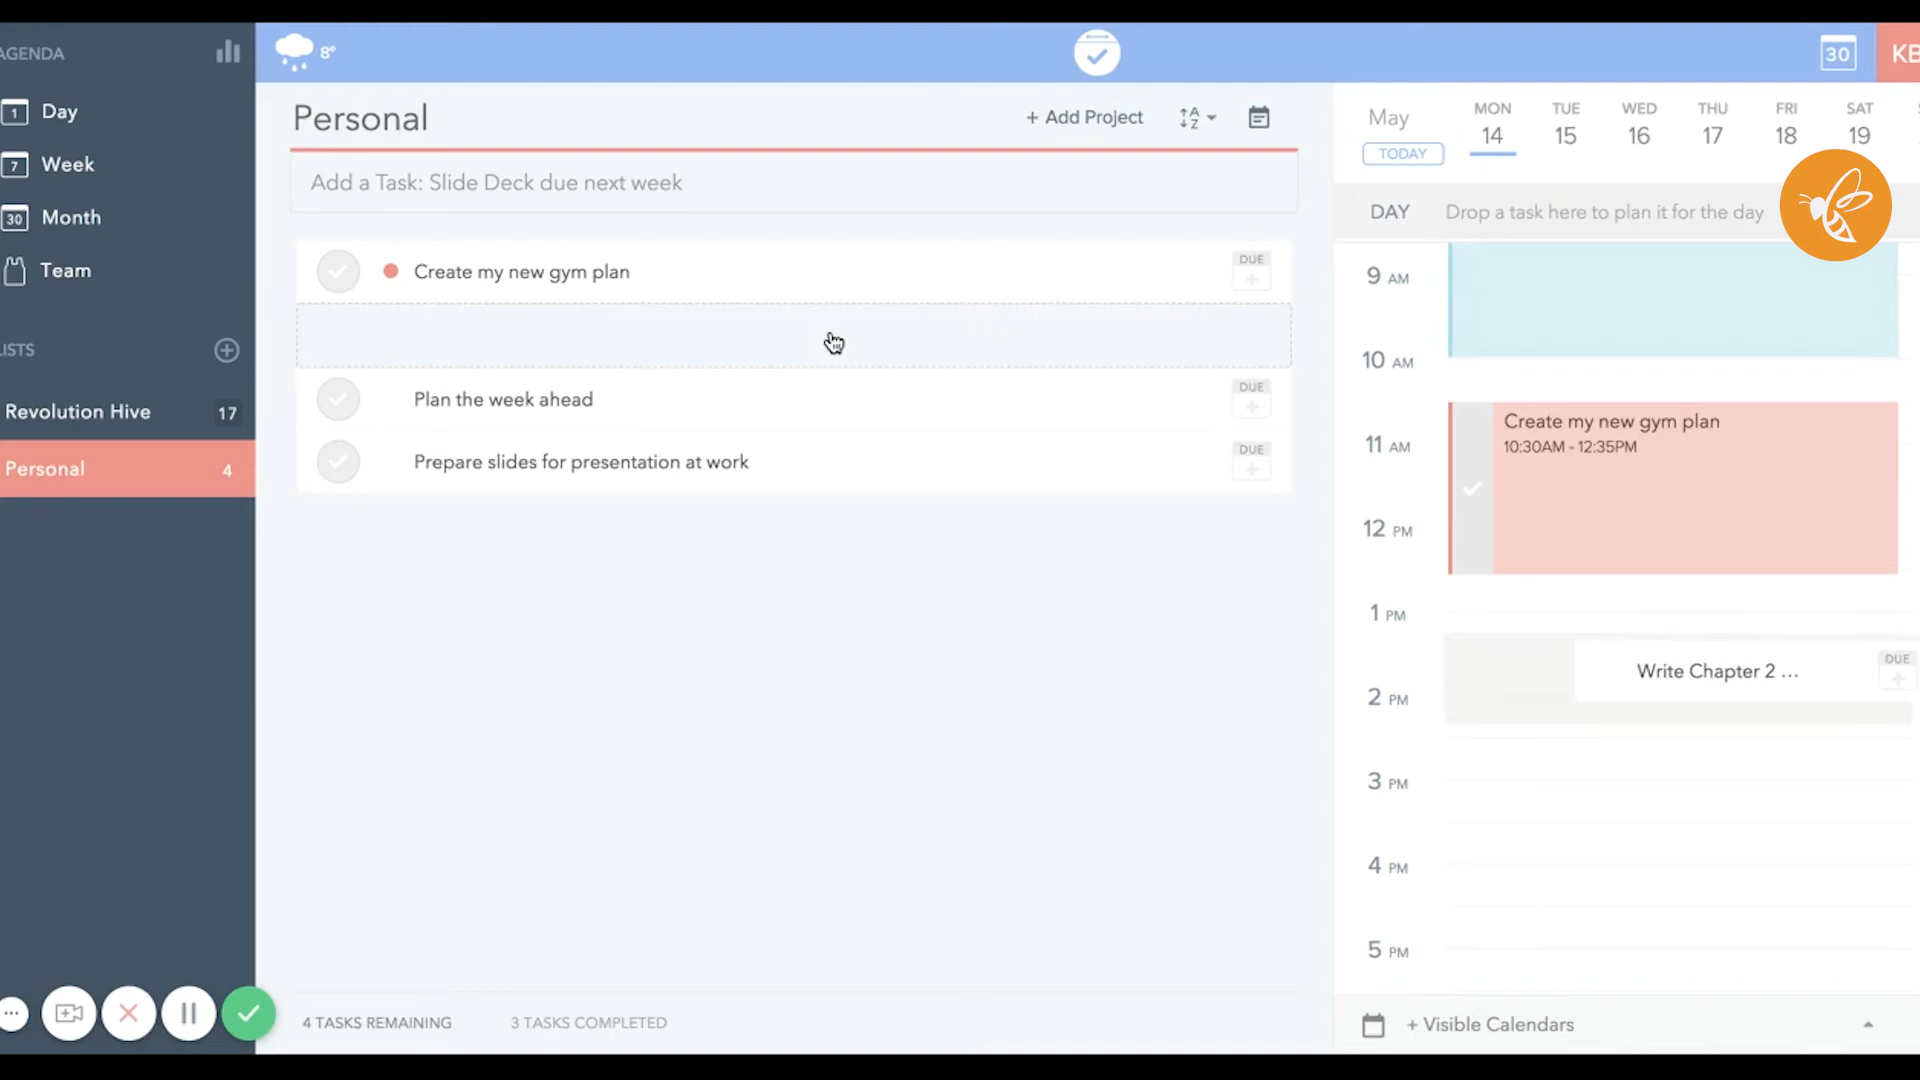 AGENDA
1 Day
7 Week
30 Month
Team
LISTS
Revolution Hive 17
Personal 4
8°
30
KB
Personal
+ Add Project
A Z
Add a Task: Slide Deck due next week
Create my new gym plan
DUE
+
Plan the week ahead
DUE
+
Prepare slides for presentation at work
DUE
+
4 TASKS REMAINING
3 TASKS COMPLETED
May
TODAY
MON TUE WED THU FRI SAT
14 15 16 17 18 19
DAY Drop a task here to plan it for the day
9 AM
10 AM
11 AM
12 PM
1 PM
2 PM
3 PM
4 PM
5 PM
Create my new gym plan
10:30AM - 12:35PM
Write Chapter 2 ...
DUE
+
+ Visible Calendars